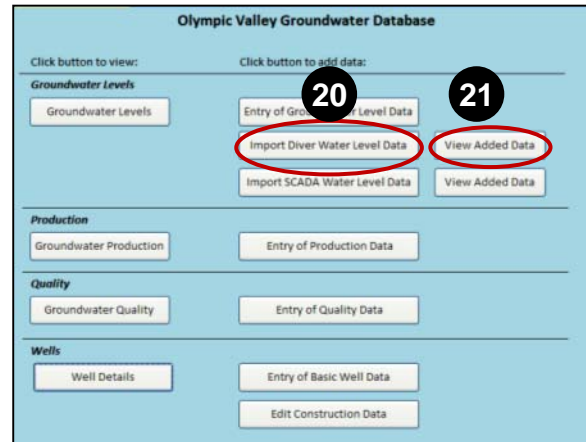 Olympic Valley Groundwater Database
Click button to view: Click button to add data:
20 21
Groundwater Levels
Groundwater Levels Entry of Gro er Level Data
Import Diver Water Level Data View Added Data
Import SCADA Water Level Data View Added Data
Production
Groundwater Production Entry of Production Data
Quality
Groundwater Quality Entry of Quality Data
Wells
Well Details Entry of Basic Well Data
Edit Construction Data